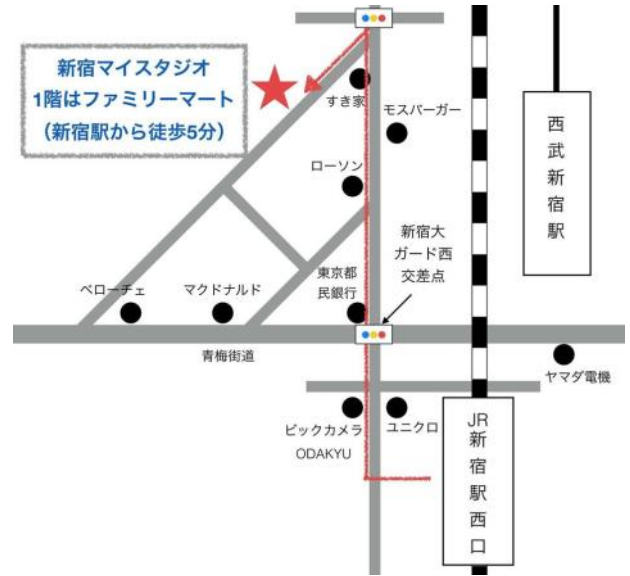 新宿マイスタジオ
1階はファミリーマート
（新宿駅から徒歩5分）
すき家
モスバーガー
ローソン
西武新宿駅
新宿大
ガード西
交差点
東京都
民銀行
ベローチェ
マクドナルド
青梅街道
ヤマダ電機
ビックカメラ
ODAKYU
ユニクロ
JR新宿駅西口